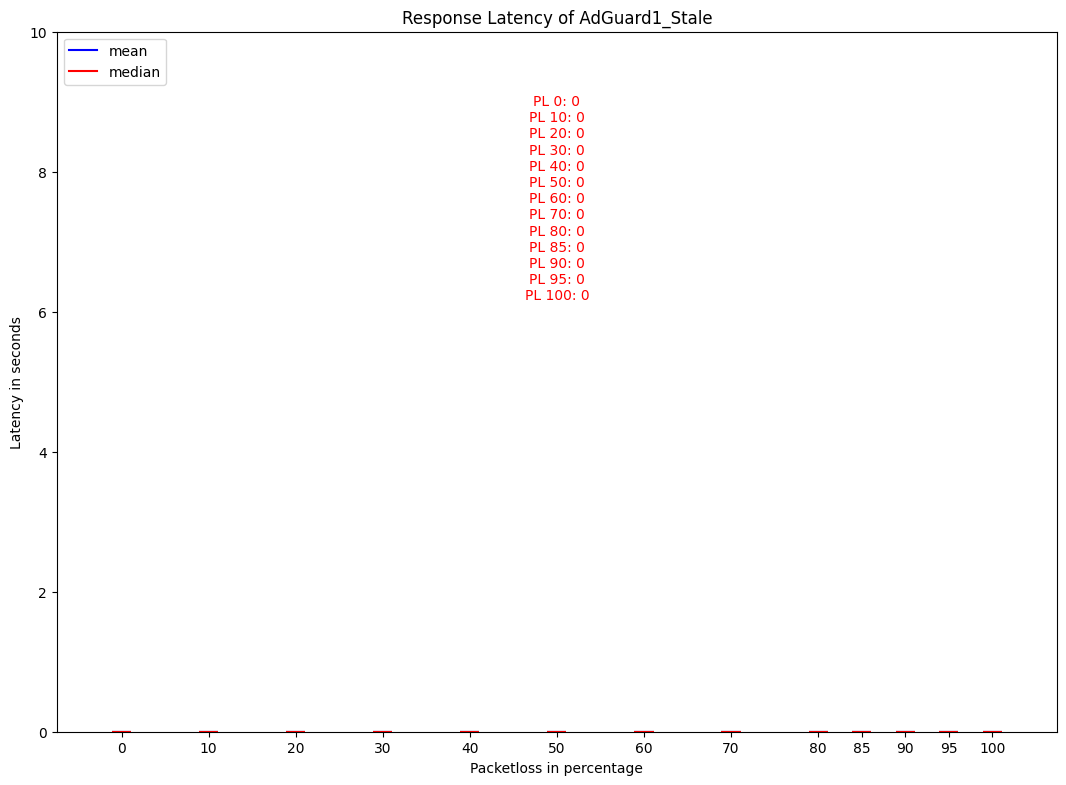 Response Latency of AdGuard1_Stale
mean
median
PL 0: 0
PL 10: 0
PL 20: 0
PL 30: 0
PL 40: 0
PL 50: 0
PL 60: 0
PL 70: 0
PL 80: 0
PL 85: 0
PL 90: 0
PL 95: 0
PL 100: 0
Latency in seconds
10
8
6
4
2
0
0 10 20 30 40 50 60 70 80 85 90 95 100
Packetloss in percentage